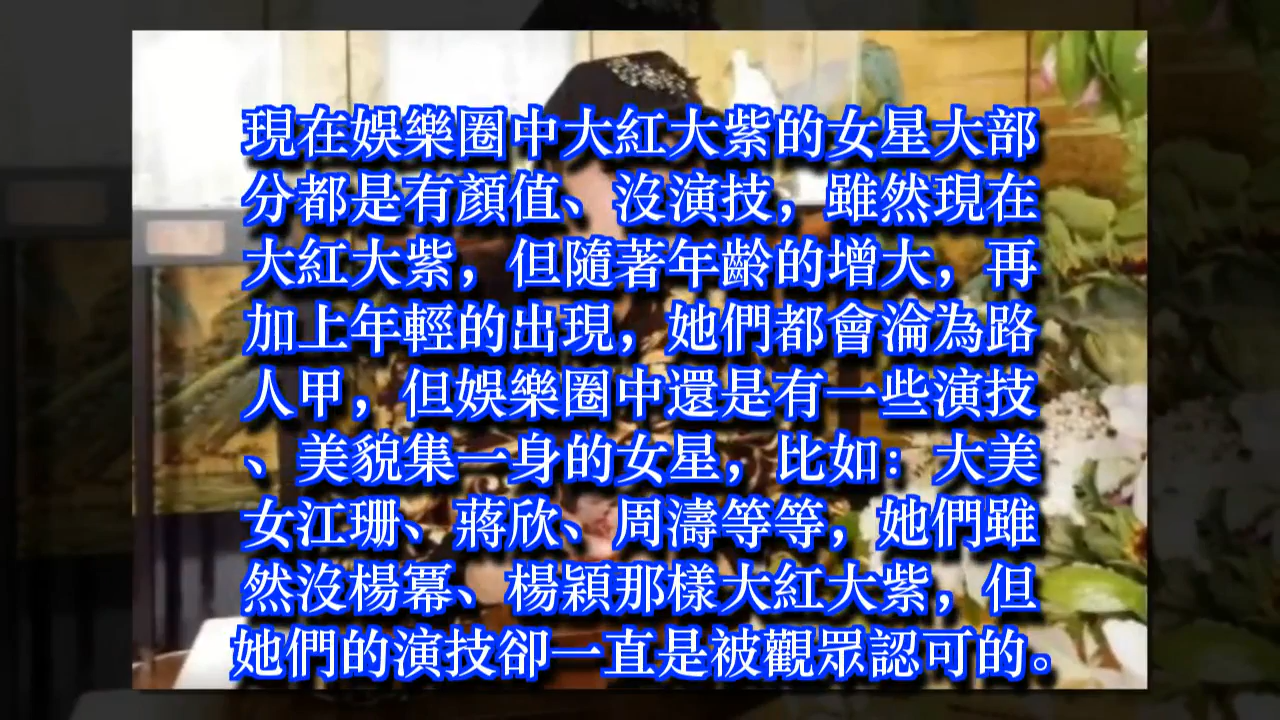 現在娛樂圈中大紅大紫的女星大部
分都是有顏值、沒演技，雖然現在
大紅大紫，但隨著年齡的增大，再
加上年輕的出現，她們都會淪為路
人甲，但娛樂圈中還是有一些演技
、美貌集一身的女星，比如：大美
女江珊、蔣欣、周濤等等，她們雖
然沒楊冪、楊穎那樣大紅大紫，但
她們的演技卻一直是被觀眾認可的。